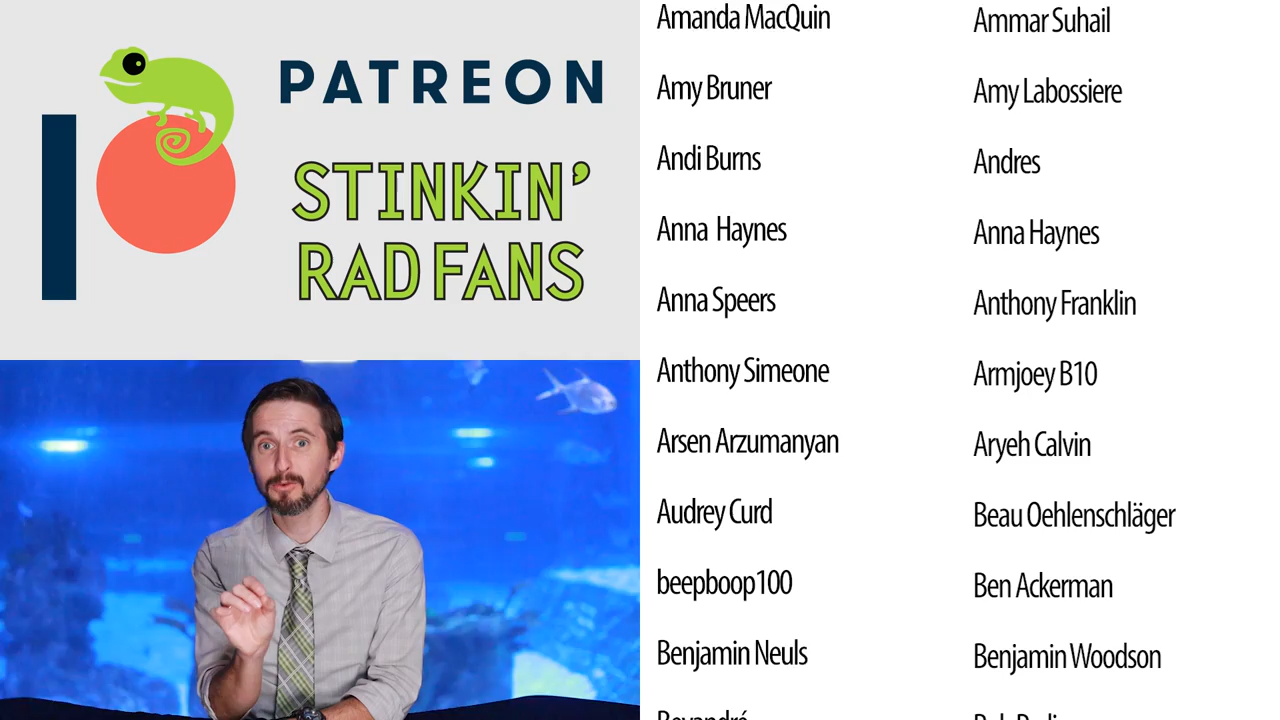 PATREON
STINKIN’
RAD FANS
Amanda MacQuin
Ammar Suhail
Amy Bruner
Amy Labossiere
Andi Burns
Andres
Anna Haynes
Anna Haynes
Anna Speers
Anthony Franklin
Anthony Simeone
Armjoey B10
Arsen Arzumanyan
Aryeh Calvin
Audrey Curd
Beau Oehlenschläger
beepboop100
Ben Ackerman
Benjamin Neuls
Benjamin Woodson